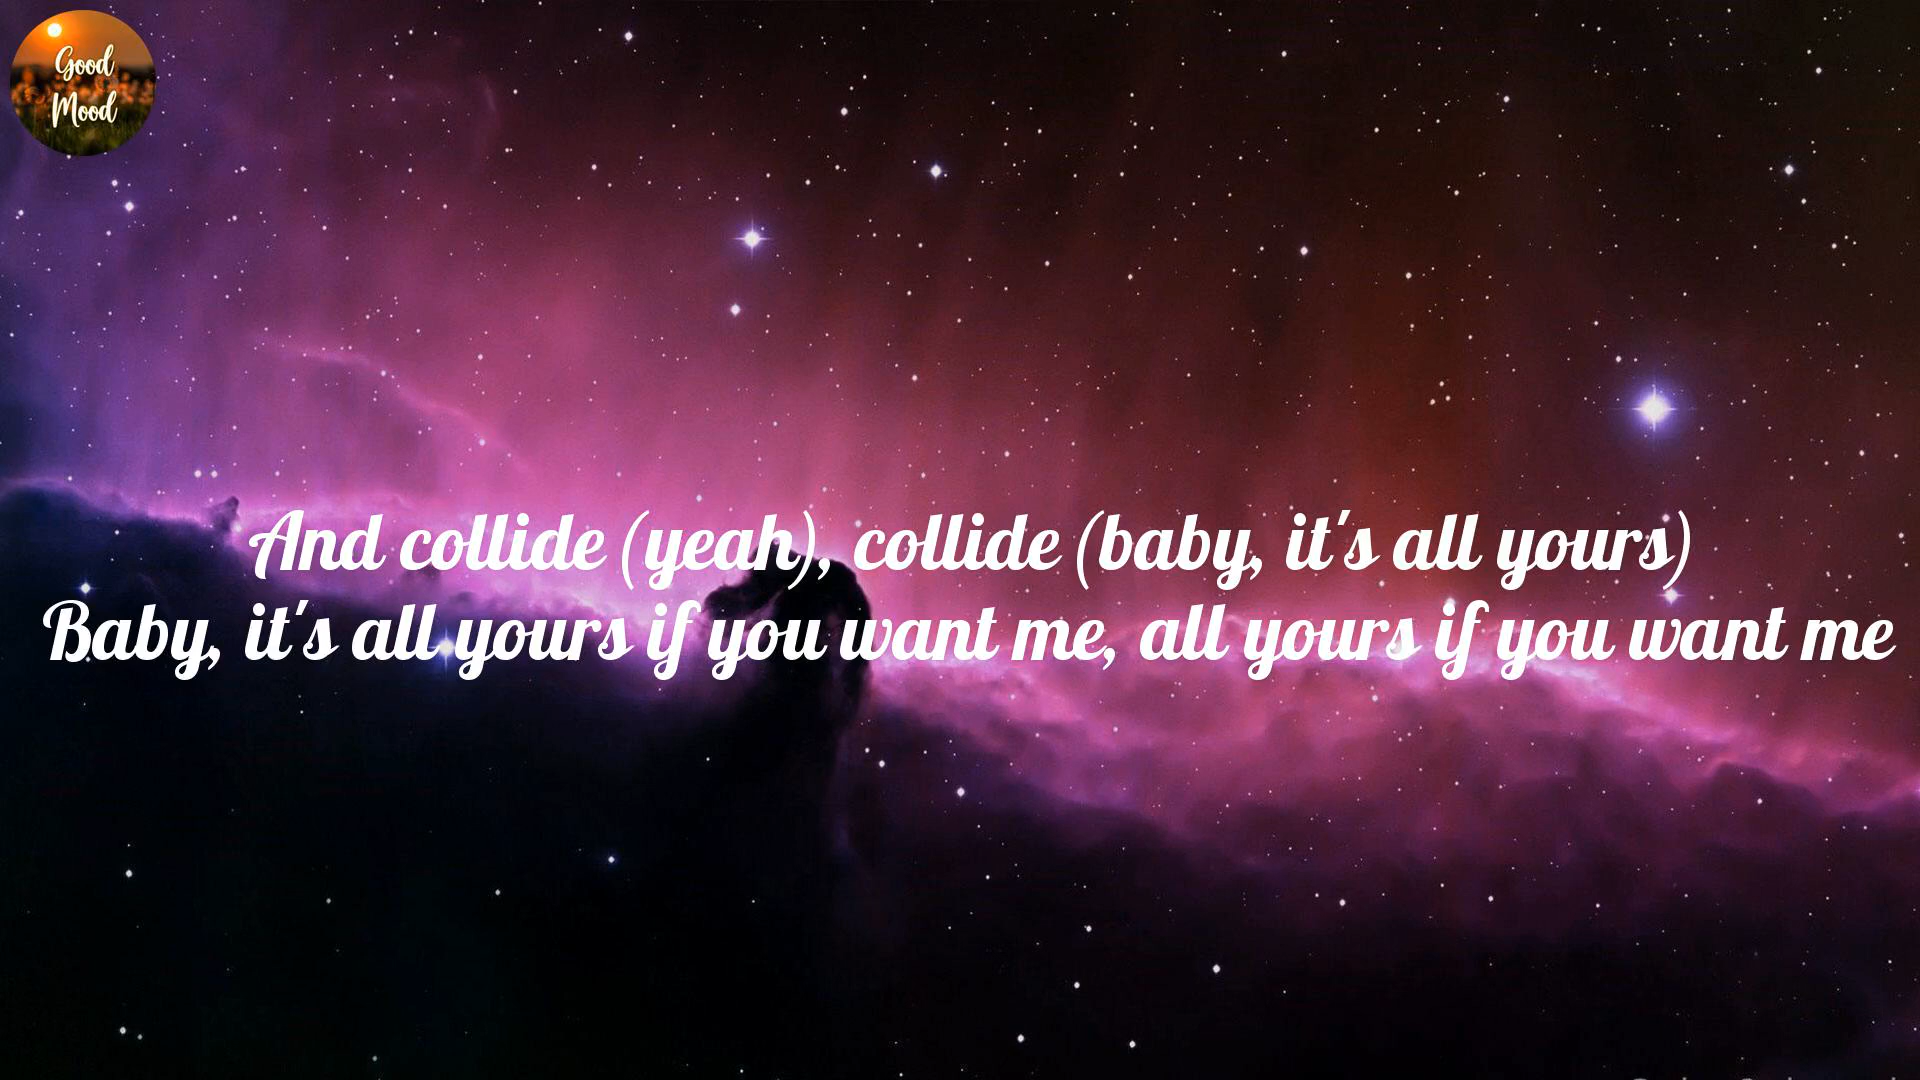 Good
Mood
And collide (yeah), collide (baby, it's all yours)
Baby, it's all yours if you want me, all yours if you want me